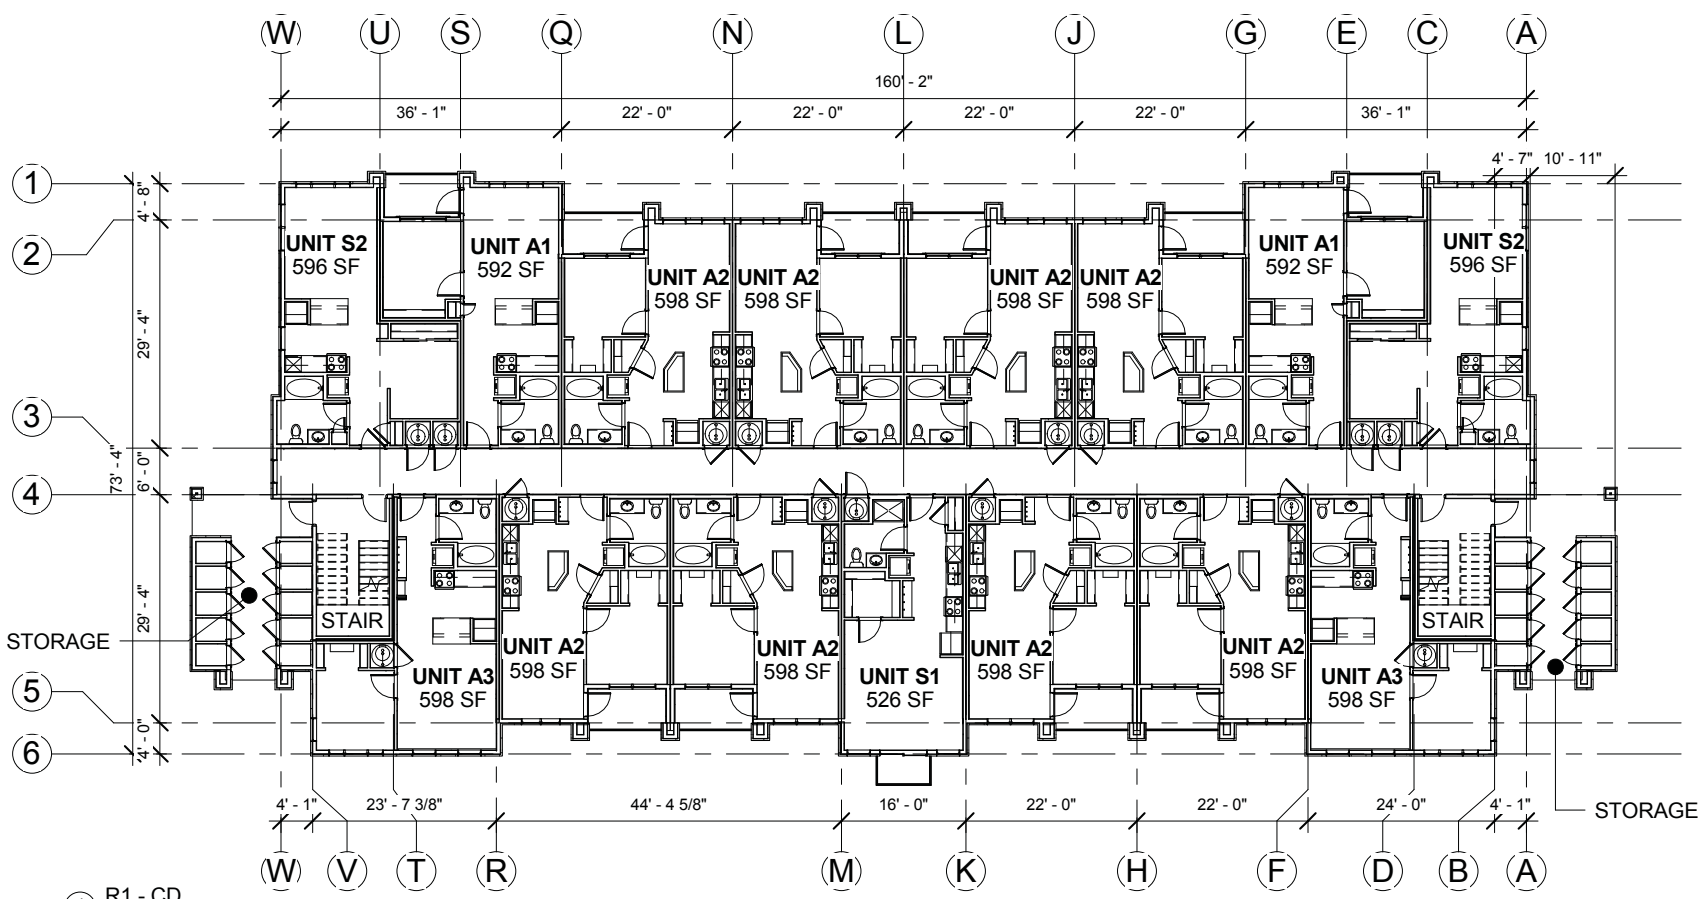 W U S Q N L J G E C A
160' - 2"
36' - 1" 22' - 0" 22' - 0" 22' - 0" 22' - 0" 36' - 1"
4' - 7" 10' - 11"
1
4' - 8"
2
UNIT S2
596 SF
UNIT A1
592 SF
UNIT A2
598 SF
UNIT A2
598 SF
UNIT A2
598 SF
UNIT A2
598 SF
UNIT A1
592 SF
UNIT S2
596 SF
29' - 4"
3
73' - 4"
6' - 0"
4
29' - 4"
STORAGE
STAIR
STAIR
UNIT A3
598 SF
UNIT A2
598 SF
UNIT A2
598 SF
UNIT S1
526 SF
UNIT A2
598 SF
UNIT A2
598 SF
UNIT A3
598 SF
5
4' - 0"
6
4' - 1" 23' - 7 3/8" 44' - 4 5/8" 16' - 0" 22' - 0" 22' - 0" 24' - 0" 4' - 1"
STORAGE
W V T R M K H F D B A
R1 - CD